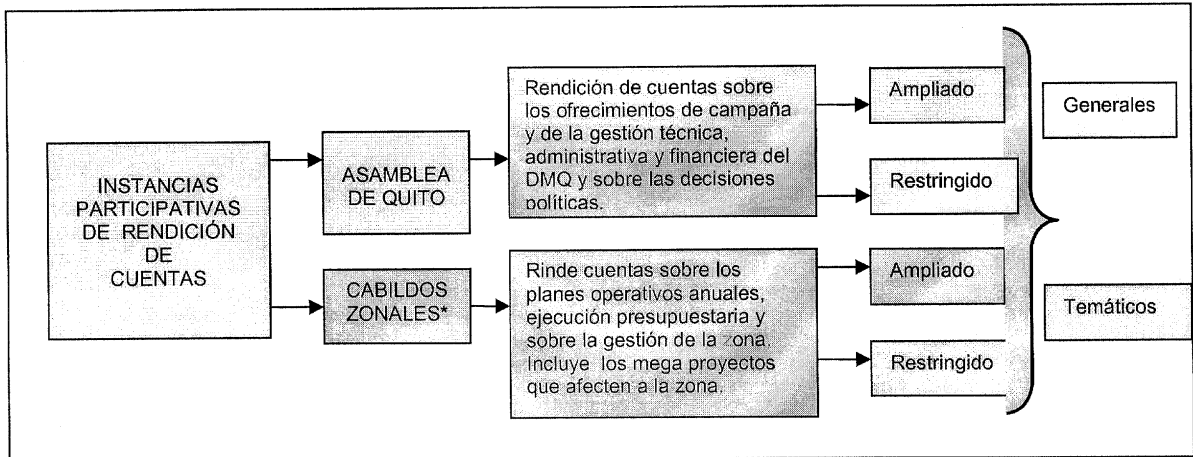 INSTANCIAS
PARTICIPATIVAS
DE RENDICIÓN
DE
CUENTAS
ASAMBLEA
DE QUITO
Rendición de cuentas sobre
los ofrecimientos de campaña
y de la gestión técnica,
administrativa y financiera del
DMQ y sobre las decisiones
políticas.
Ampliado
Restringido
CABILDOS
ZONALES*
Rinde cuentas sobre los
planes operativos anuales,
ejecución presupuestaria y
sobre la gestión de la zona.
Incluye los mega proyectos
que afecten a la zona.
Ampliado
Restringido
Generales
Temáticos